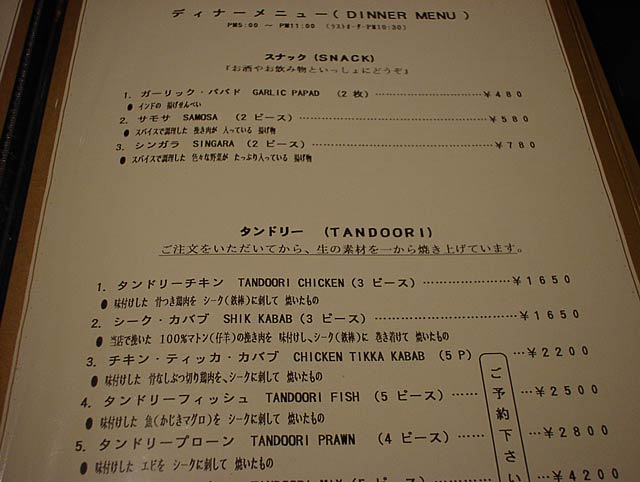 ディナーメニュー( DINNER MENU )
PM5:00 ～ PM11:00 (ラストオーダーPM10:30)
スナック (SNACK)
『お酒やお飲み物といっしょにどうぞ』
1. ガーリック・パパド GARLIC PAPAD (2枚) ¥480
● インドの 揚げせんべい
2. サモサ SAMOSA (2ピース) ¥580
● スパイスで調理した 挽き肉が 入っている 揚げ物
3. シンガラ SINGARA (2ピース) ¥780
● スパイスで調理した 色々な野菜が たっぷり入っている 揚げ物
タンドリー (TANDOORI)
ご注文をいただいてから、生の素材を一から焼き上げています。
1. タンドリーチキン TANDOORI CHICKEN (3 ピース) ¥1650
● 味付けした 骨つき鶏肉を シーク(鉄棒)に刺して 焼いたもの
2. シーク・カバブ SHIK KABAB (3 ピース) ¥1650
● 当店で挽いた 100%マトン(仔羊)の挽き肉を 味付けし、シーク(鉄棒)に 巻き着けて 焼いたもの
3. チキン・ティッカ・カバブ CHICKEN TIKKA KABAB (5 P) ¥2200
● 味付けした 骨なしぶつ切り鶏肉を、シークに刺して 焼いたもの
4. タンドリーフィッシュ TANDOORI FISH (5 ピース) ¥2500
● 味付けした 魚(かじきマグロ)を シークに刺して 焼いたもの
5. タンドリープローン TANDOORI PRAWN (4 ピース) ¥2800
● 味付けした エビを シークに刺して 焼いたもの
ご予約下さい
¥4200